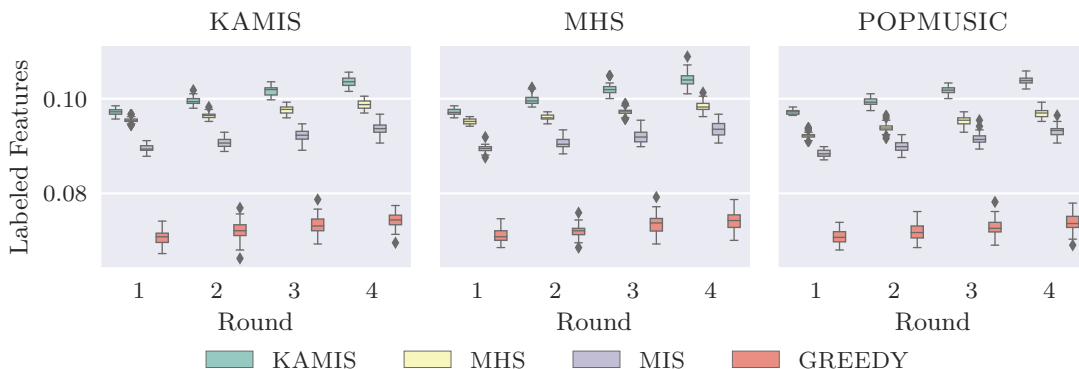 KAMIS MHS POPMUSIC
Labeled Features
0.10
0.08
1 2 3 4 1 2 3 4 1 2 3 4
Round Round Round
KAMIS MHS MIS GREEDY